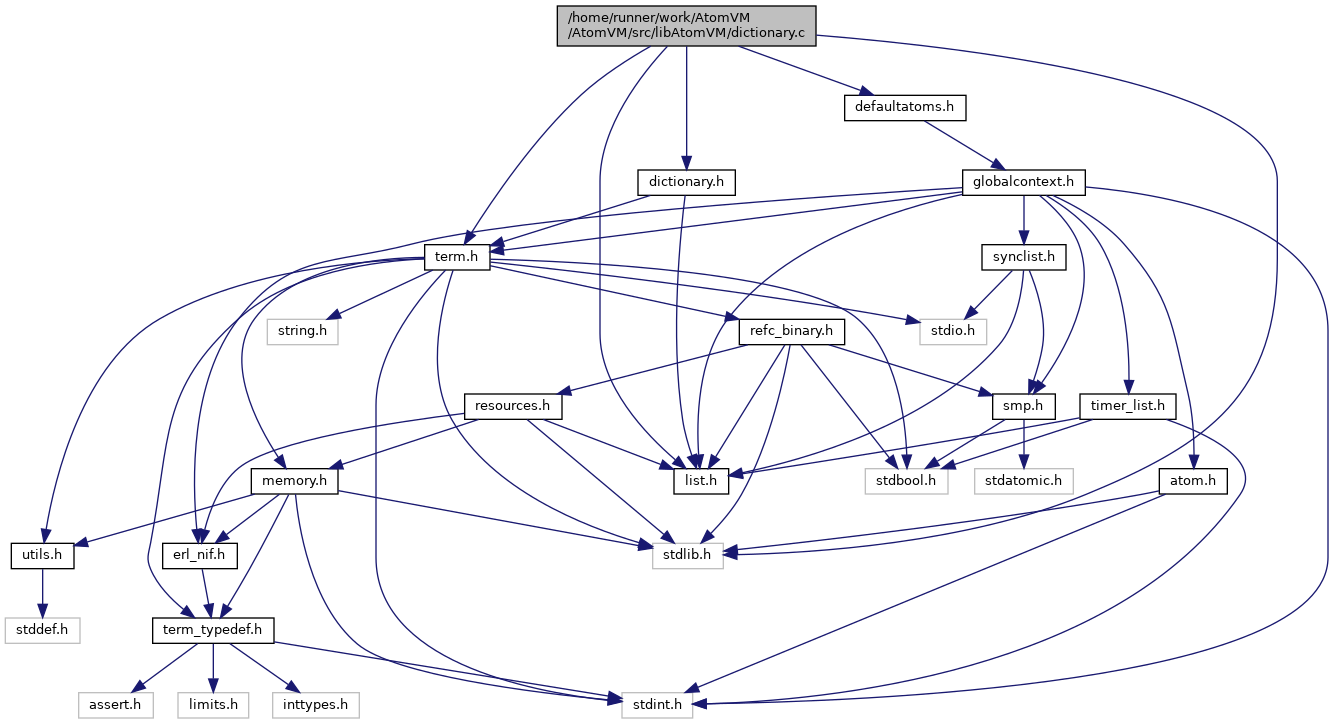 /home/runner/work/AtomVM
/AtomVM/src/libAtomVM/dictionary.c
defaultatoms.h
dictionary.h
globalcontext.h
term.h
synclist.h
string.h
refc_binary.h
stdio.h
resources.h
smp.h
timer_list.h
memory.h
list.h
stdbool.h
stdatomic.h
atom.h
utils.h
erl_nif.h
stdlib.h
stddef.h
term_typedef.h
assert.h
limits.h
inttypes.h
stdint.h